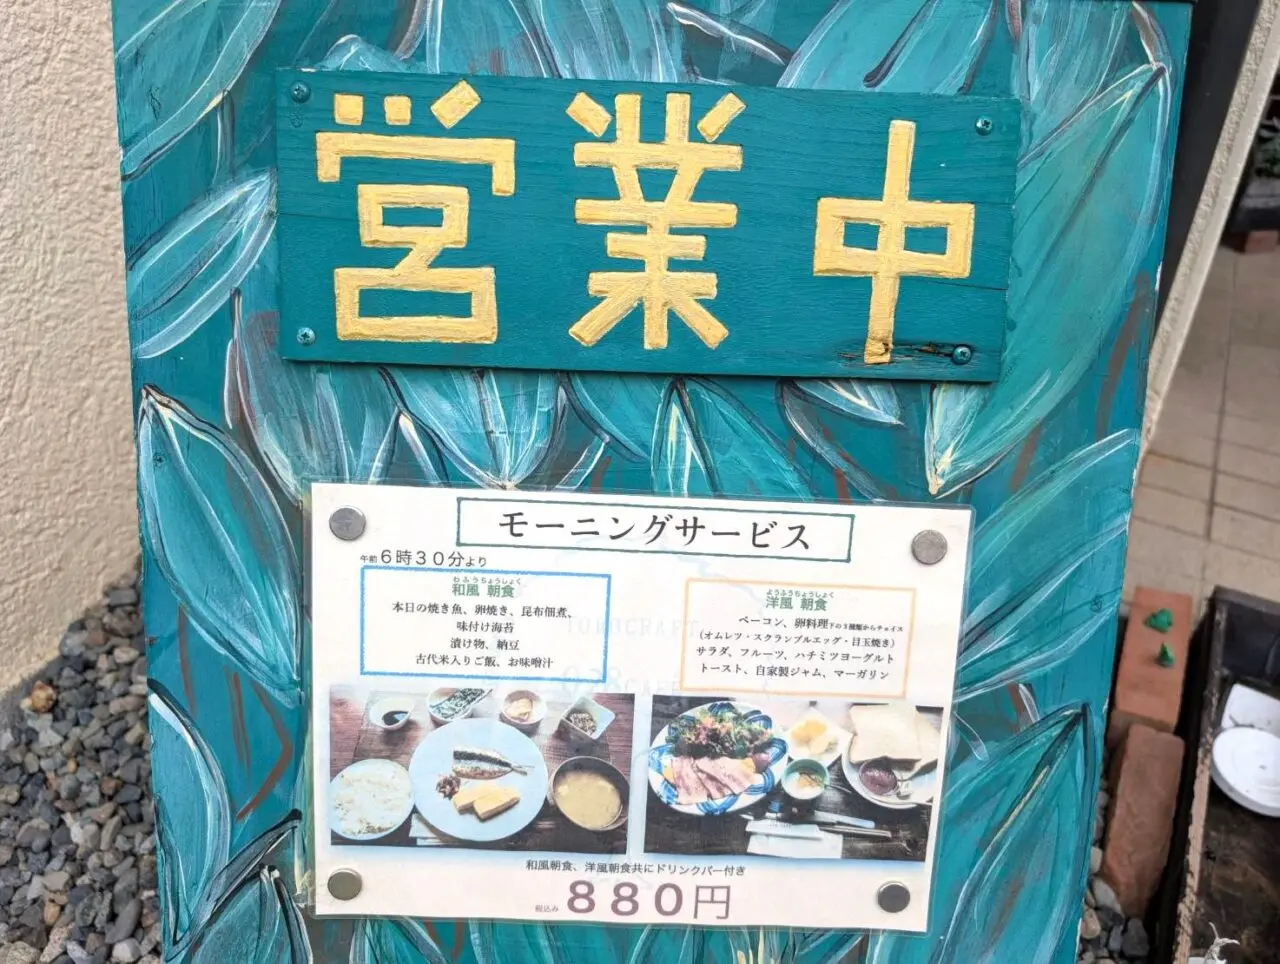 営業中
モーニングサービス
午前6時30分より
わふうちょうしょく
和風 朝食
本日の焼き魚、卵焼き、昆布佃煮、
味付け海苔
漬け物、納豆
古代米入りご飯、お味噌汁
ようふうちょうしょく
洋風 朝食
ベーコン、卵料理下の3種類からチョイス
(オムレツ・スクランブルエッグ・目玉焼き)
サラダ、フルーツ、ハチミツヨーグルト
トースト、自家製ジャム、マーガリン
和風朝食、洋風朝食共にドリンクバー付き
税込み 880円